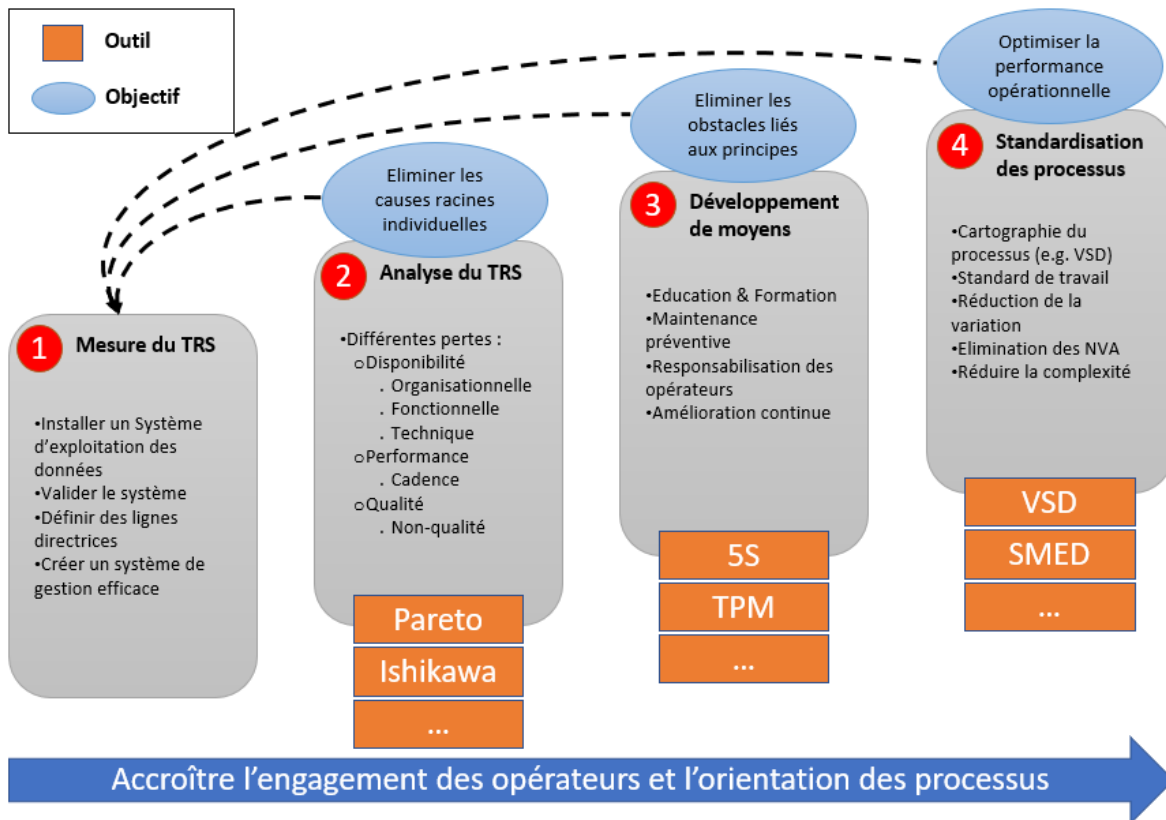 Outil
Objectif
1
Mesure du TRS
•Installer un Système
d’exploitation des
données
•Valider le système
•Définir des lignes
directrices
•Créer un système de
gestion efficace
Eliminer les
causes racines
individuelles
2
Analyse du TRS
•Différentes pertes :
oDisponibilité
. Organisationnelle
. Fonctionnelle
. Technique
oPerformance
. Cadence
oQualité
. Non-qualité
Pareto
Ishikawa
...
Eliminer les
obstacles liés
aux principes
3
Développement
de moyens
•Education & Formation
•Maintenance
préventive
•Responsabilisation des
opérateurs
•Amélioration continue
5S
TPM
...
Optimiser la
performance
opérationnelle
4
Standardisation
des processus
•Cartographie du
processus (e.g. VSD)
•Standard de travail
•Réduction de la
variation
•Elimination des NVA
•Réduire la complexité
VSD
SMED
...
Accroître l’engagement des opérateurs et l’orientation des processus